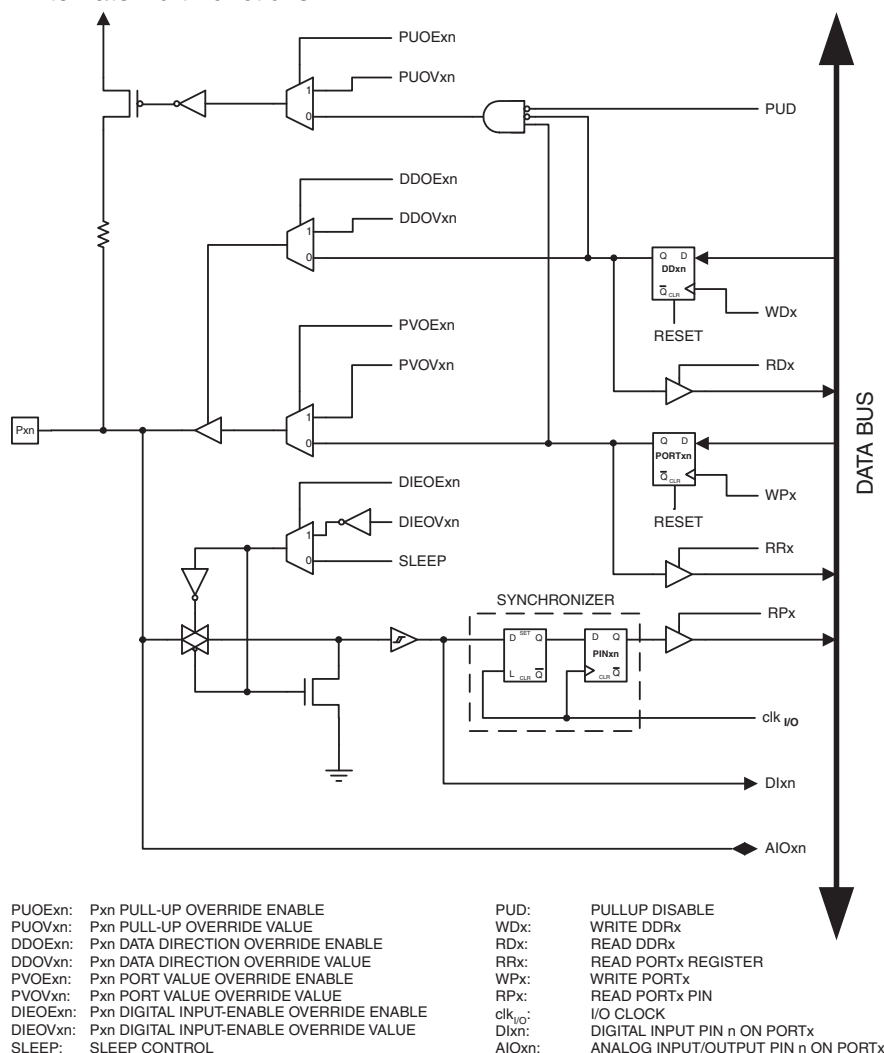 PUOExn
PUOVxn
1
0
PUD
DDOExn
DDOVxn
1
0
Q D
DDxn
Q CLR
WDx
RESET
RDx
PVOExn
PVOVxn
1
0
Pxn
Q D
PORTxn
Q CLR
WPx
RESET
RRx
DATA BUS
DIEOExn
DIEOVxn
1
0
SLEEP
SYNCHRONIZER
D SET Q
L CLR Q
D Q
PINxn
CLR Q
RPx
clk I/O
DIxn
AIOxn
PUOExn: Pxn PULL-UP OVERRIDE ENABLE
PUOVxn: Pxn PULL-UP OVERRIDE VALUE
DDOExn: Pxn DATA DIRECTION OVERRIDE ENABLE
DDOVxn: Pxn DATA DIRECTION OVERRIDE VALUE
PVOExn: Pxn PORT VALUE OVERRIDE ENABLE
PVOVxn: Pxn PORT VALUE OVERRIDE VALUE
DIEOExn: Pxn DIGITAL INPUT-ENABLE OVERRIDE ENABLE
DIEOVxn: Pxn DIGITAL INPUT-ENABLE OVERRIDE VALUE
SLEEP: SLEEP CONTROL
PUD: PULLUP DISABLE
WDx: WRITE DDRx
RDx: READ DDRx
RRx: READ PORTx REGISTER
WPx: WRITE PORTx
RPx: READ PORTx PIN
clk I/O: I/O CLOCK
DIxn: DIGITAL INPUT PIN n ON PORTx
AIOxn: ANALOG INPUT/OUTPUT PIN n ON PORTx